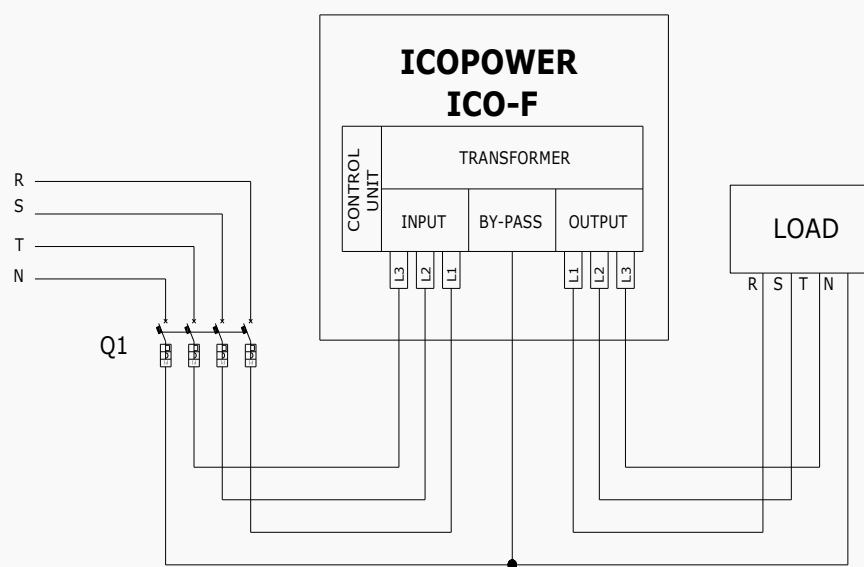 ICOPOWER
ICO-F
CONTROL
UNIT
TRANSFORMER
INPUT BY-PASS OUTPUT
L3 L2 L1 L1 L2 L3
R
S
T
N
Q1
LOAD
R S T N